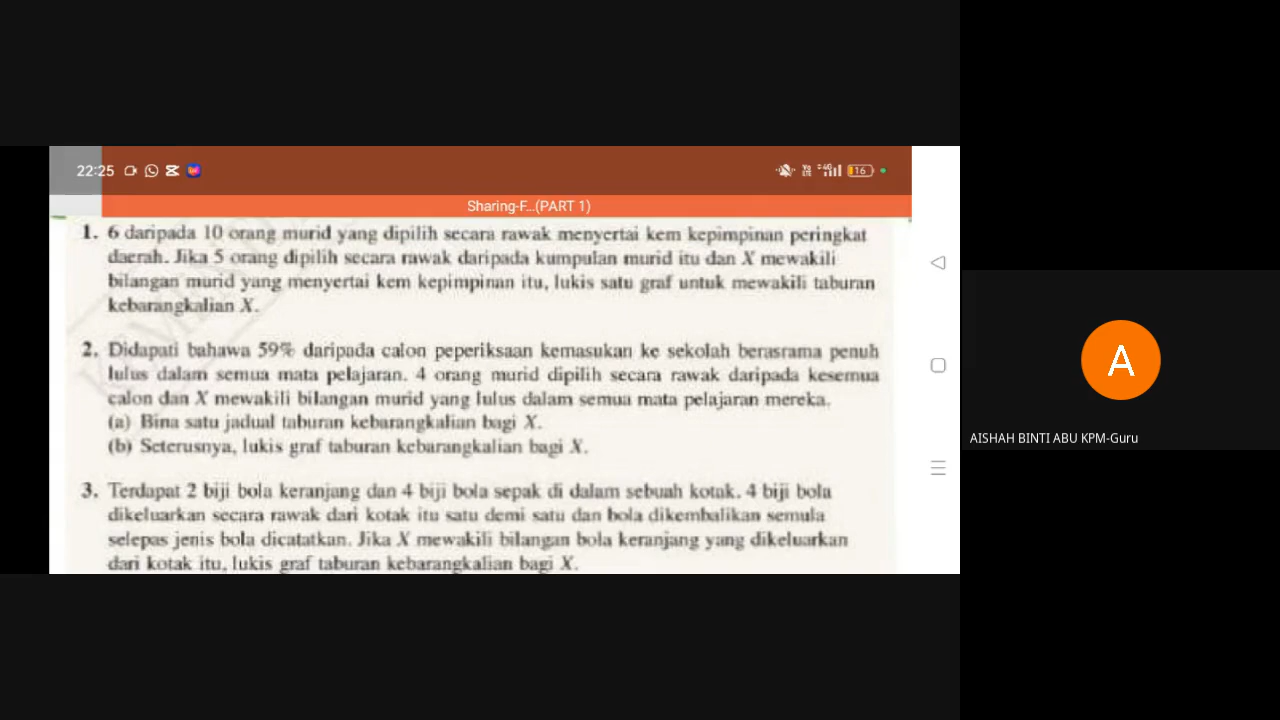 22:25
16
Sharing-F...(PART 1)
1. 6 daripada 10 orang murid yang dipilih secara rawak menyertai kem kepimpinan peringkat
daerah. Jika 5 orang dipilih secara rawak daripada kumpulan murid itu dan X mewakili
bilangan murid yang menyertai kem kepimpinan itu, lukis satu graf untuk mewakili taburan
kebarangkalian X.
2. Didapati bahawa 59% daripada calon peperiksaan kemasukan ke sekolah berasrama penuh
lulus dalam semua mata pelajaran. 4 orang murid dipilih secara rawak daripada kesemua
calon dan X mewakili bilangan murid yang lulus dalam semua mata pelajaran mereka.
(a) Bina satu jadual taburan kebarangkalian bagi X.
(b) Seterusnya, lukis graf taburan kebarangkalian bagi X.
3. Terdapat 2 biji bola keranjang dan 4 biji bola sepak di dalam sebuah kotak. 4 biji bola
dikeluarkan secara rawak dari kotak itu satu demi satu dan bola dikembalikan semula
selepas jenis bola dicatatkan. Jika X mewakili bilangan bola keranjang yang dikeluarkan
dari kotak itu, lukis graf taburan kebarangkalian bagi X.
A
AISHAH BINTI ABU KPM-Guru